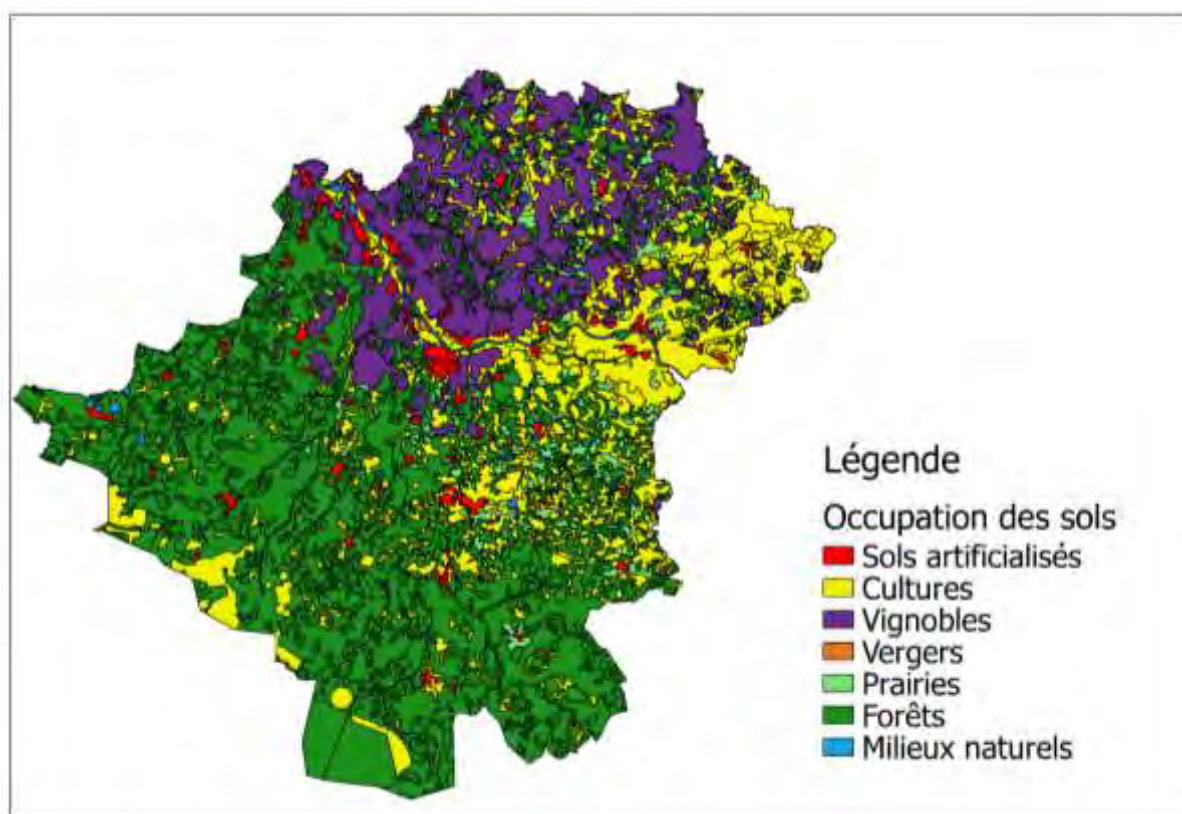 Légende
Occupation des sols
Sols artificialisés
Cultures
Vignobles
Vergers
Prairies
Forêts
Milieux naturels